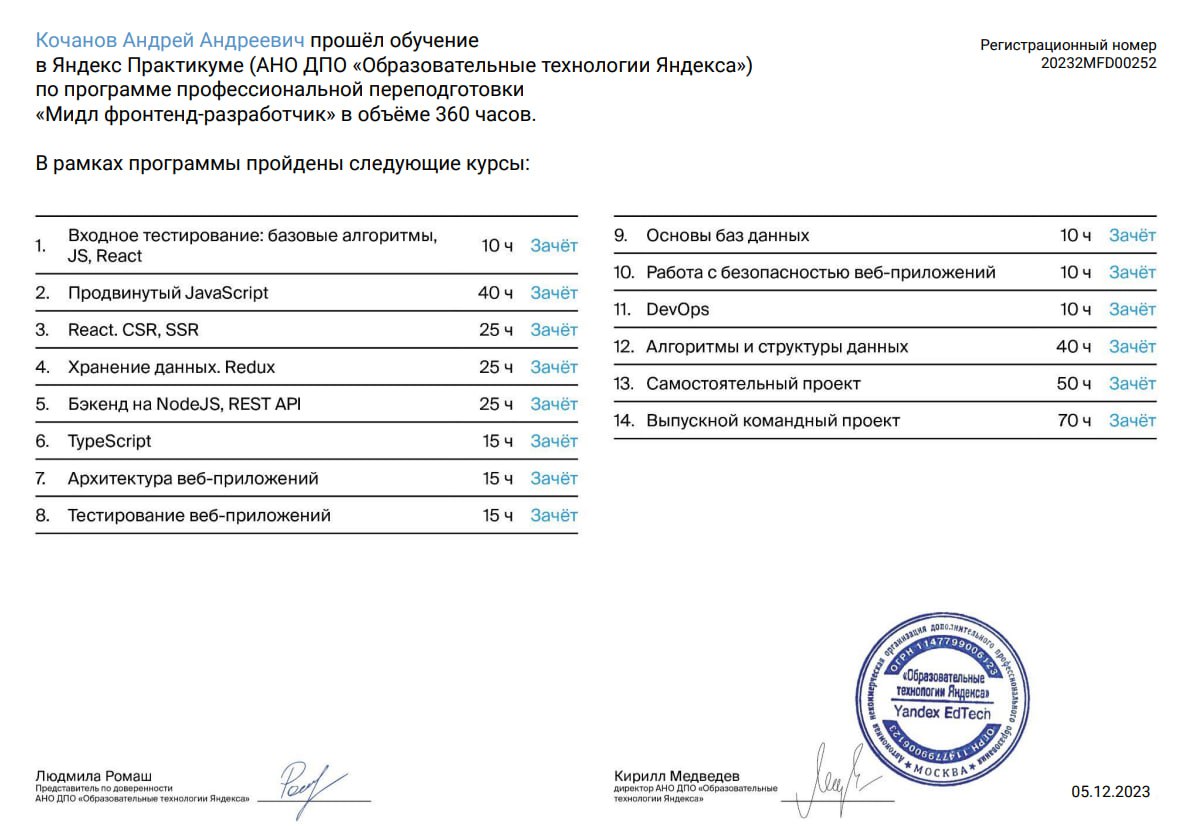 Кочанов Андрей Андреевич прошёл обучение
в Яндекс Практикуме (АНО ДПО «Образовательные технологии Яндекса»)
по программе профессиональной переподготовки
«Мидл фронтенд-разработчик» в объёме 360 часов.
Регистрационный номер
20232MFD00252
В рамках программы пройдены следующие курсы:
1. Входное тестирование: базовые алгоритмы,
JS, React 10 ч Зачёт
2. Продвинутый JavaScript 40 ч Зачёт
3. React. CSR, SSR 25 ч Зачёт
4. Хранение данных. Redux 25 ч Зачёт
5. Бэкенд на NodeJS, REST API 25 ч Зачёт
6. TypeScript 15 ч Зачёт
7. Архитектура веб-приложений 15 ч Зачёт
8. Тестирование веб-приложений 15 ч Зачёт
9. Основы баз данных 10 ч Зачёт
10. Работа с безопасностью веб-приложений 10 ч Зачёт
11. DevOps 10 ч Зачёт
12. Алгоритмы и структуры данных 40 ч Зачёт
13. Самостоятельный проект 50 ч Зачёт
14. Выпускной командный проект 70 ч Зачёт
Людмила Ромаш
Представитель по доверенности
АНО ДПО «Образовательные технологии Яндекса»
Кирилл Медведев
директор АНО ДПО «Образовательные
технологии Яндекса»
Автономная некоммерческая организация дополнительного профессионального образования
ОГРН 1147799006123
«Образовательные
технологии Яндекса»
Yandex EdTech
ОГРН 1147799006123
★ МОСКВА ★
05.12.2023